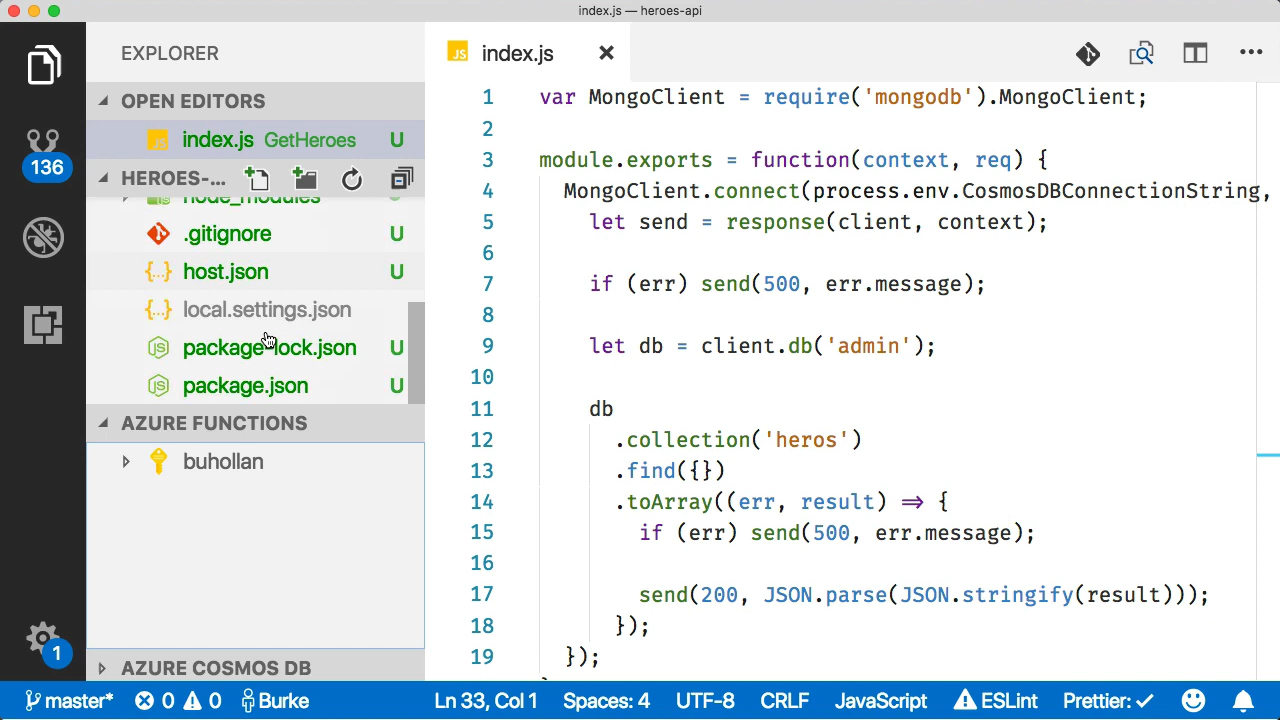 index.js — heroes-api
EXPLORER
OPEN EDITORS
JS index.js GetHeroes U
HEROES-...
node_modules
.gitignore U
{..} host.json U
{..} local.settings.json
package-lock.json U
package.json U
AZURE FUNCTIONS
buhollan
AZURE COSMOS DB
136
1
JS index.js
1 var MongoClient = require('mongodb').MongoClient;
2
3 module.exports = function(context, req) {
4 MongoClient.connect(process.env.CosmosDBConnectionString,
5 let send = response(client, context);
6
7 if (err) send(500, err.message);
8
9 let db = client.db('admin');
10
11 db
12 .collection('heros')
13 .find({})
14 .toArray((err, result) => {
15 if (err) send(500, err.message);
16
17 send(200, JSON.parse(JSON.stringify(result)));
18 });
19 });
master* 0 0 Burke Ln 33, Col 1 Spaces: 4 UTF-8 CRLF JavaScript ESLint Prettier: ✓